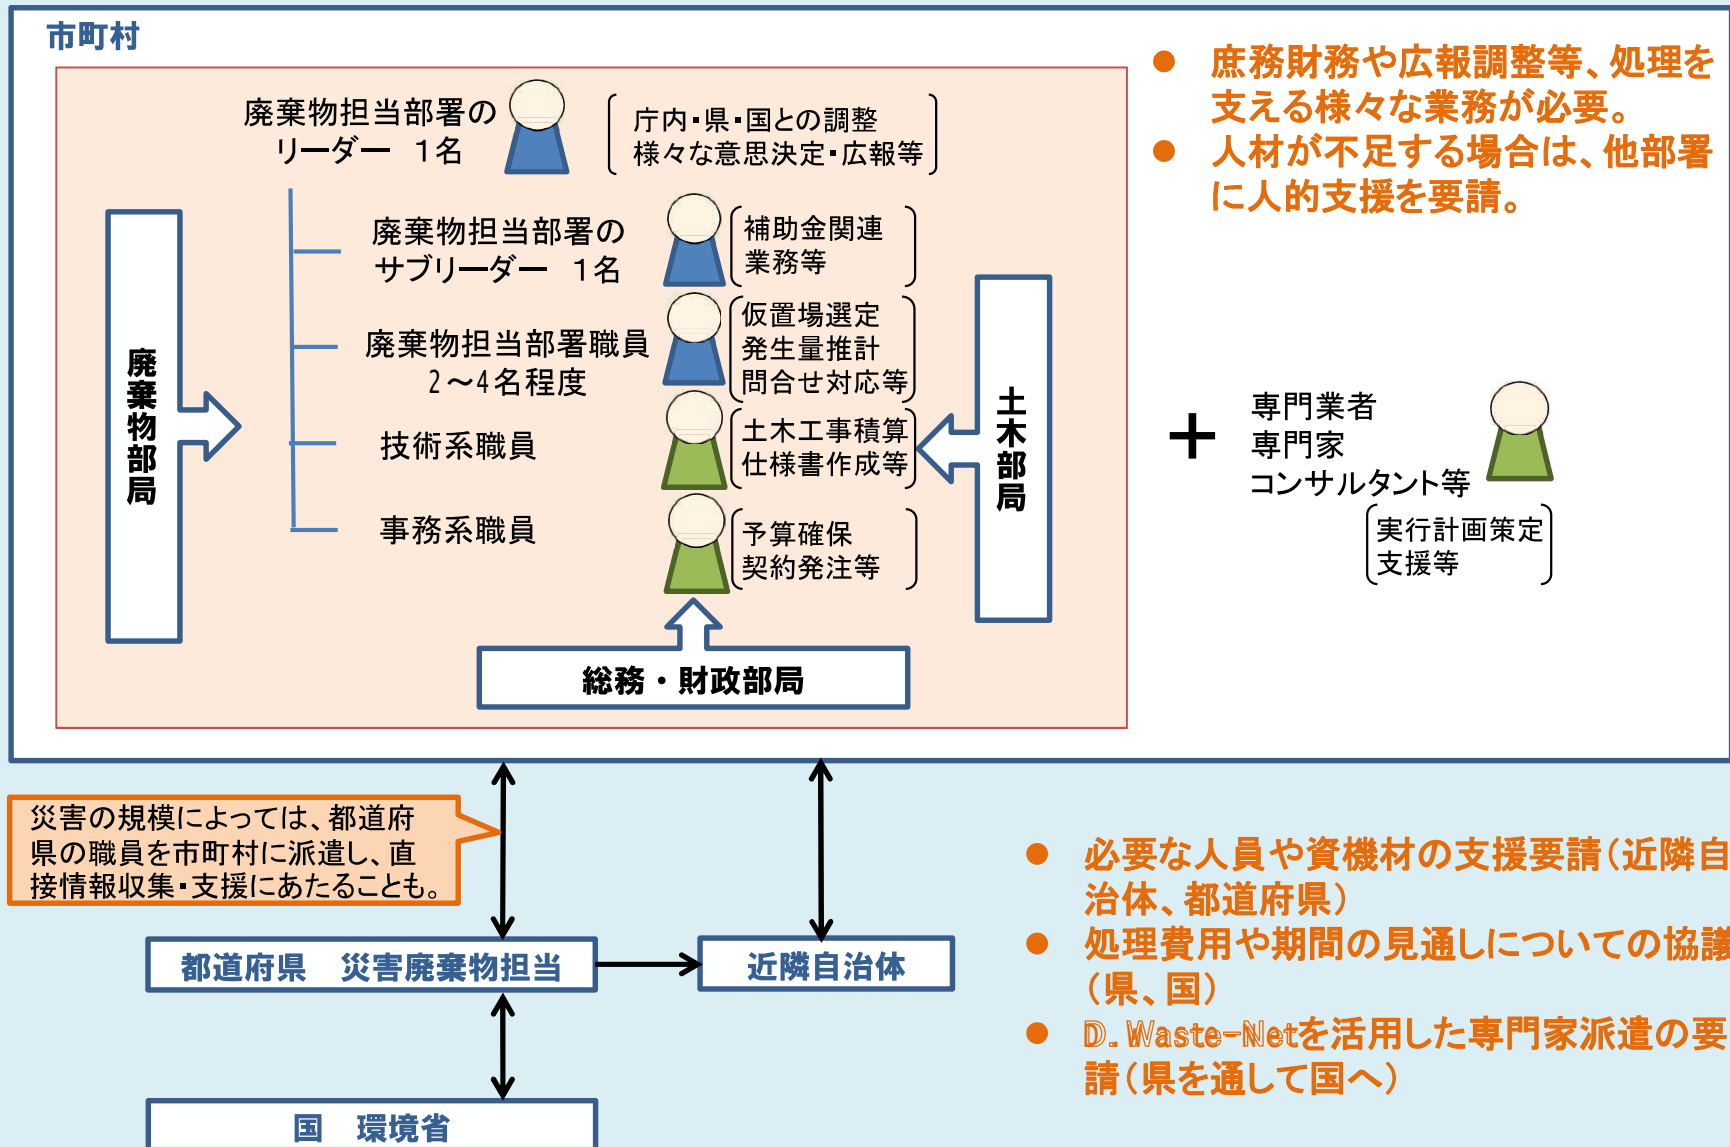 市町村
廃棄物担当部署の
リーダー 1名
庁内・県・国との調整
様々な意思決定・広報等
廃棄物担当部署の
サブリーダー 1名
補助金関連
業務等
廃棄物担当部署職員
2～4名程度
仮置場選定
発生量推計
問合せ対応等
技術系職員
土木工事積算
仕様書作成等
事務系職員
予算確保
契約発注等
廃棄物部局
土木部局
総務・財政部局
● 庶務財務や広報調整等、処理を
支える様々な業務が必要。
● 人材が不足する場合は、他部署
に人的支援を要請。
＋
専門業者
専門家
コンサルタント等
実行計画策定
支援等
災害の規模によっては、都道府
県の職員を市町村に派遣し、直
接情報収集・支援にあたることも。
都道府県 災害廃棄物担当
近隣自治体
国 環境省
● 必要な人員や資機材の支援要請（近隣自
治体、都道府県）
● 処理費用や期間の見通しについての協議
（県、国）
● D.Waste-Netを活用した専門家派遣の要
請（県を通して国へ）